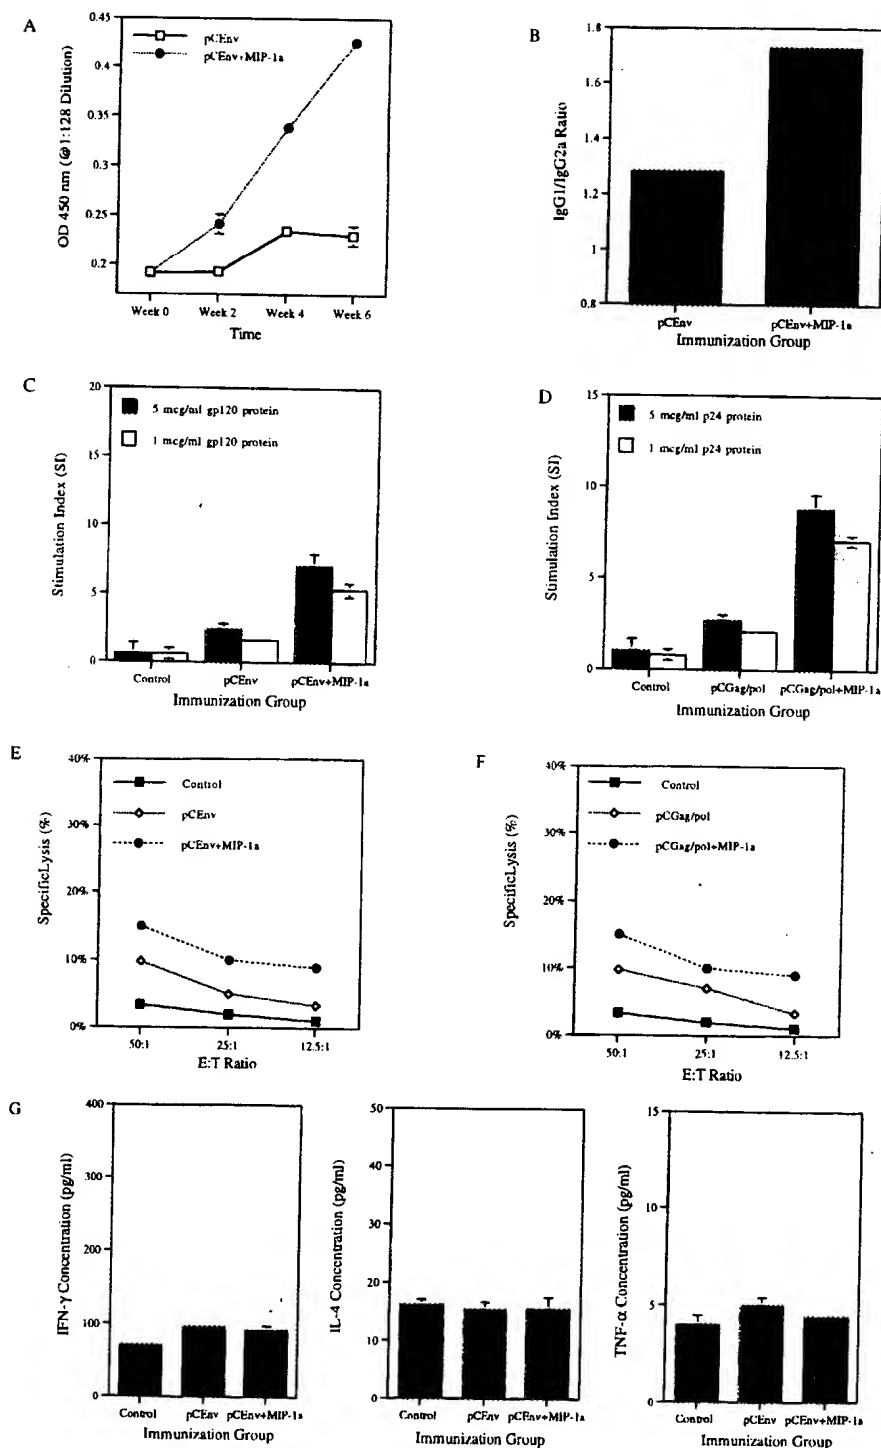 A
pCEnv
pCEnv+MIP-1a
OD 450 nm (@1:128 Dilution)
0.45
0.4
0.35
0.3
0.25
0.2
Week 0
Week 2
Week 4
Week 6
Time
B
IgG1/IgG2a Ratio
1.8
1.6
1.4
1.2
1
0.8
pCEnv
pCEnv+MIP-1a
Immunization Group
C
5 mcg/ml gp120 protein
1 mcg/ml gp120 protein
Stimulation Index (SI)
20
15
10
5
0
Control
pCEnv
pCEnv+MIP-1a
Immunization Group
D
5 mcg/ml p24 protein
1 mcg/ml p24 protein
Stimulation Index (SI)
15
10
5
0
Control
pCGag/pol
pCGag/pol+MIP-1a
Immunization Group
E
Control
pCEnv
pCEnv+MIP-1a
SpecificLysis (%)
40%
30%
20%
10%
0%
50:1
25:1
12.5:1
E:T Ratio
F
Control
pCGag/pol
pCGag/pol+MIP-1a
SpecificLysis (%)
40%
30%
20%
10%
0%
50:1
25:1
12.5:1
E:T Ratio
G
IFN-γ Concentration (pg/ml)
400
300
200
100
0
Control
pCEnv
pCEnv+MIP-1a
Immunization Group
IL-4 Concentration (pg/ml)
50
40
30
20
10
0
Control
pCEnv
pCEnv+MIP-1a
Immunization Group
TNF-α Concentration (pg/ml)
15
10
5
0
Control
pCEnv
pCEnv+MIP-1a
Immunization Group